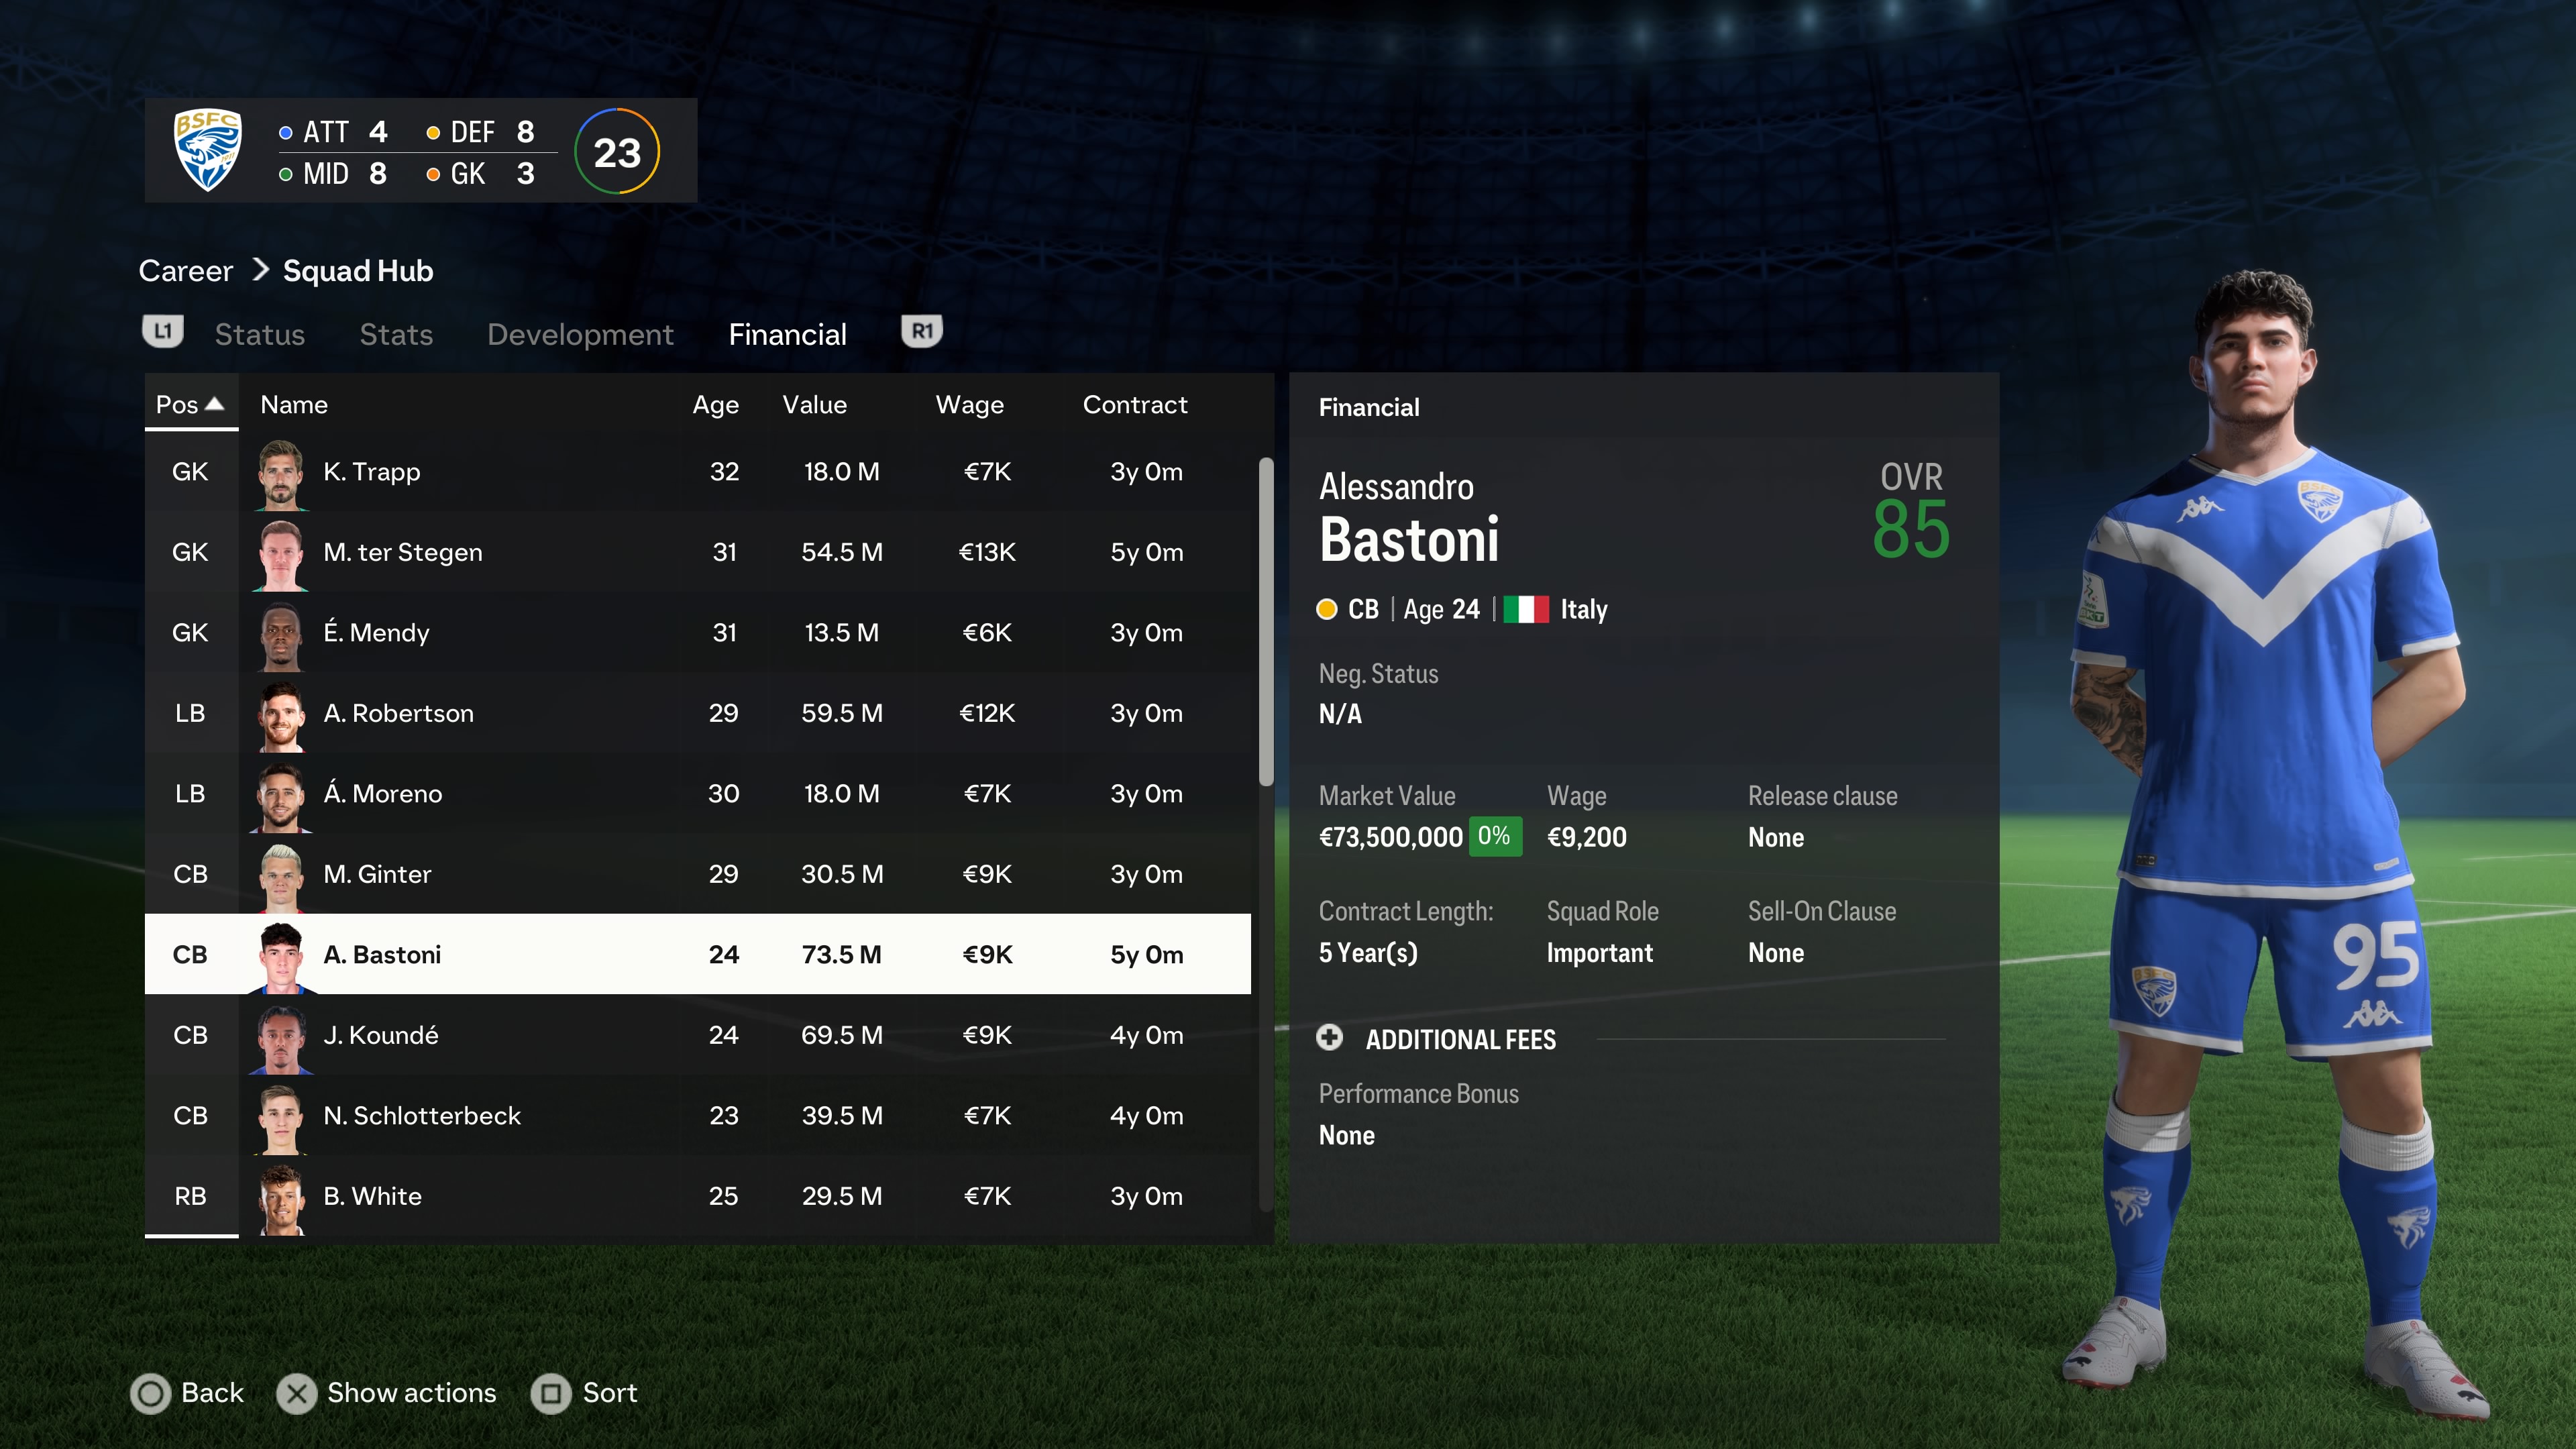 BSFC
ATT 4 DEF 8
MID 8 GK 3
23
Career > Squad Hub
L1 Status Stats Development Financial R1
Pos Name Age Value Wage Contract
GK K. Trapp 32 18.0 M €7K 3y 0m
GK M. ter Stegen 31 54.5 M €13K 5y 0m
GK É. Mendy 31 13.5 M €6K 3y 0m
LB A. Robertson 29 59.5 M €12K 3y 0m
LB Á. Moreno 30 18.0 M €7K 3y 0m
CB M. Ginter 29 30.5 M €9K 3y 0m
CB A. Bastoni 24 73.5 M €9K 5y 0m
CB J. Koundé 24 69.5 M €9K 4y 0m
CB N. Schlotterbeck 23 39.5 M €7K 4y 0m
RB B. White 25 29.5 M €7K 3y 0m
Financial
Alessandro
Bastoni
OVR
85
CB | Age 24 | Italy
Neg. Status
N/A
Market Value Wage Release clause
€73,500,000 0% €9,200 None
Contract Length: Squad Role Sell-On Clause
5 Year(s) Important None
ADDITIONAL FEES
Performance Bonus
None
BSFC
95
BSFC
Back Show actions Sort